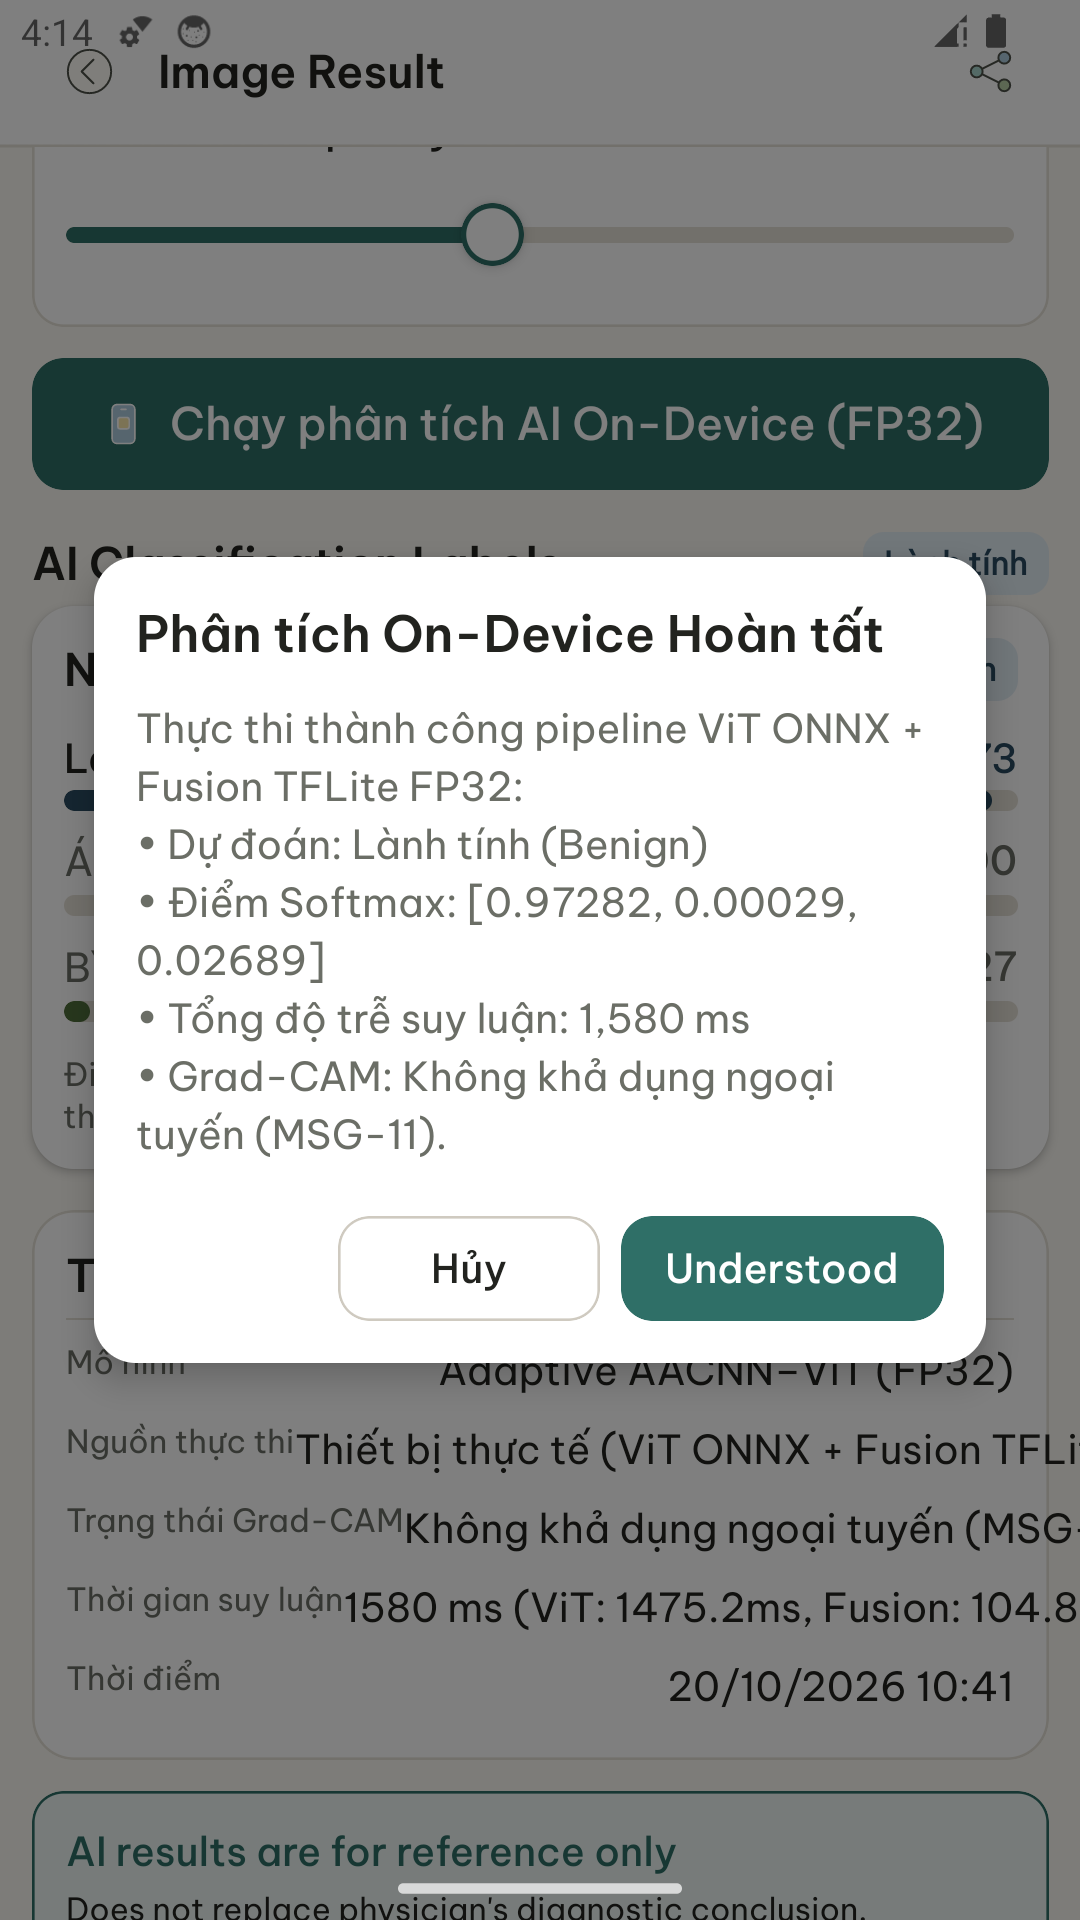 4:14
Image Result
Chạy phân tích AI On-Device (FP32)
AI Classification Labels
tính
Phân tích On-Device Hoàn tất
Thực thi thành công pipeline ViT ONNX +
Fusion TFLite FP32:
• Dự đoán: Lành tính (Benign)
• Điểm Softmax: [0.97282, 0.00029,
0.02689]
• Tổng độ trễ suy luận: 1,580 ms
• Grad-CAM: Không khả dụng ngoại
tuyến (MSG-11).
Hủy
Understood
Mô hình
Adaptive AACNN-ViT (FP32)
Nguồn thực thi
Thiết bị thực tế (ViT ONNX + Fusion TFLi
Trạng thái Grad-CAM
Không khả dụng ngoại tuyến (MSG-
Thời gian suy luận
1580 ms (ViT: 1475.2ms, Fusion: 104.8
Thời điểm
20/10/2026 10:41
AI results are for reference only
Does not replace physician's diagnostic conclusion.